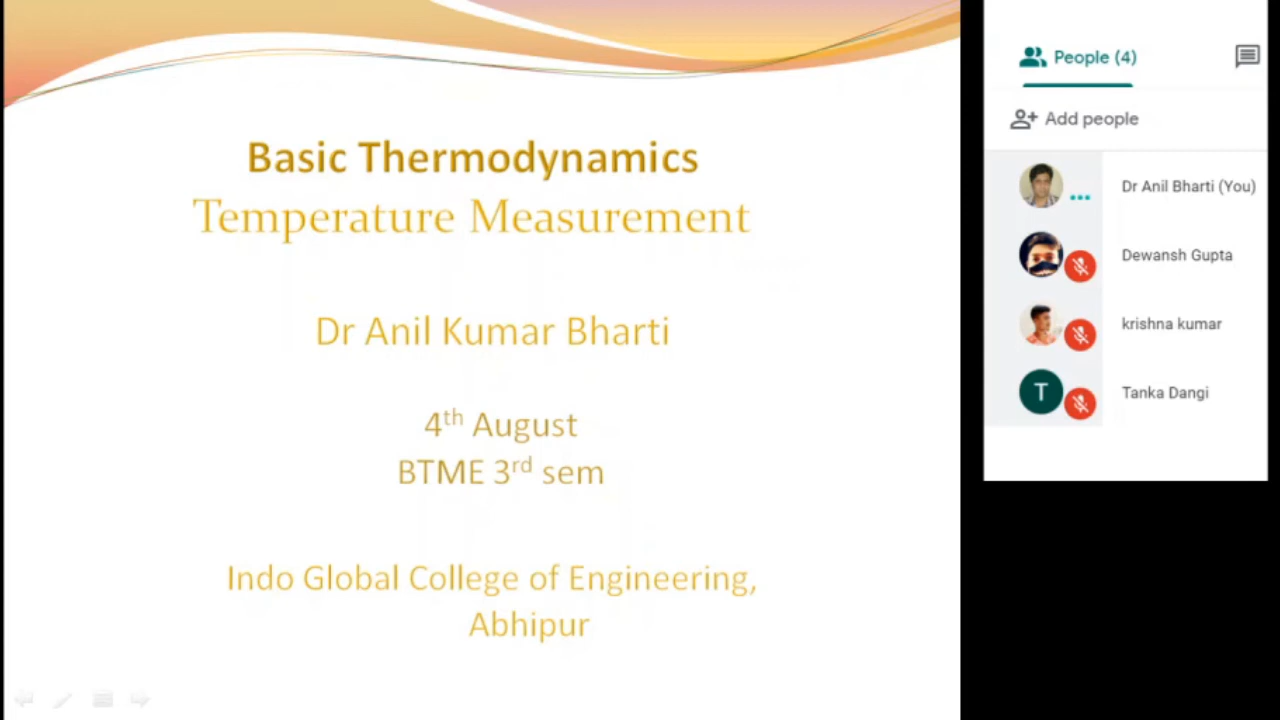 Basic Thermodynamics
Temperature Measurement
Dr Anil Kumar Bharti
4th August
BTME 3rd sem
Indo Global College of Engineering,
Abhipur
People (4)
Add people
Dr Anil Bharti (You)
Dewansh Gupta
krishna kumar
T
Tanka Dangi